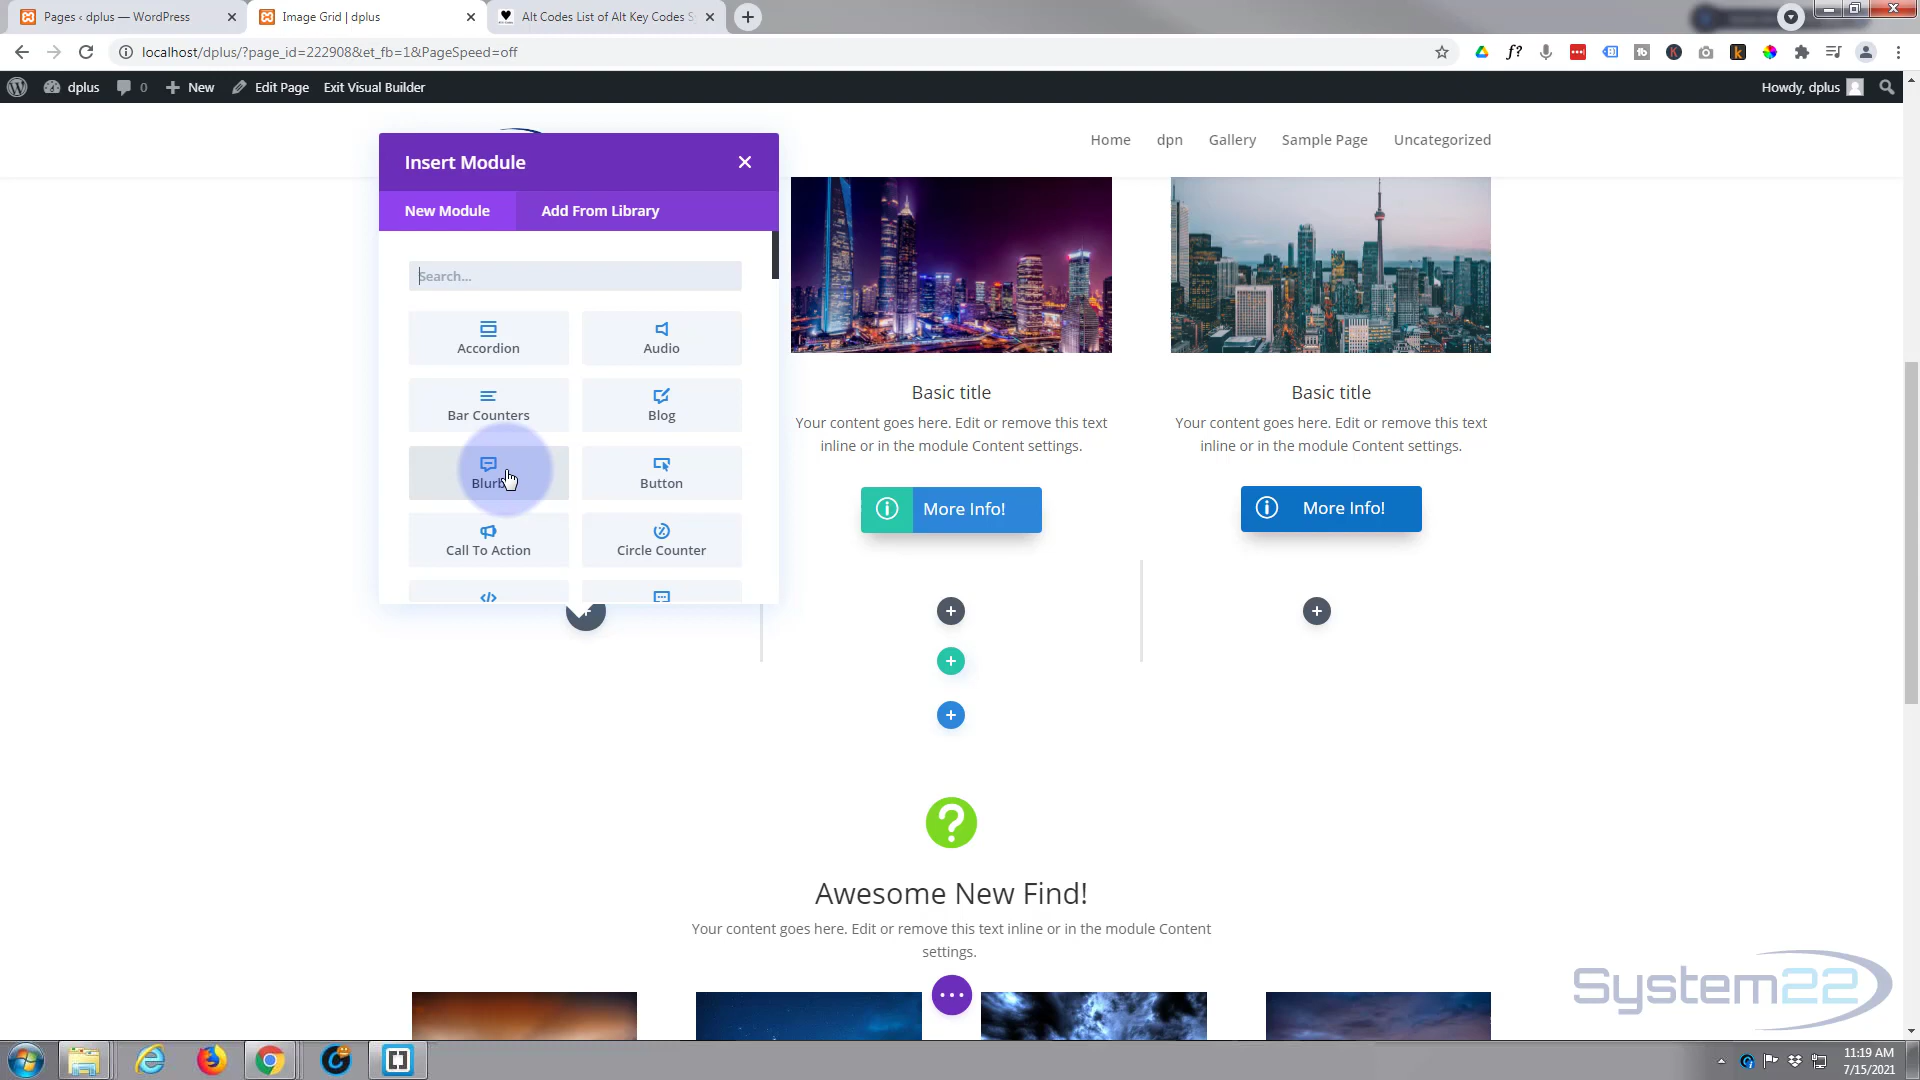 Pages ‹ dplus — WordPress
Image Grid | dplus
Alt Codes List of Alt Key Codes S
localhost/dplus/?page_id=222908&et_fb=1&PageSpeed=off
dplus
0
New
Edit Page
Exit Visual Builder
Howdy, dplus
Home
dpn
Gallery
Sample Page
Uncategorized
Insert Module
New Module
Add From Library
Search...
Accordion
Audio
Bar Counters
Blog
Blurb
Button
Call To Action
Circle Counter
Basic title
Your content goes here. Edit or remove this text
inline or in the module Content settings.
More Info!
Basic title
Your content goes here. Edit or remove this text
inline or in the module Content settings.
More Info!
Awesome New Find!
Your content goes here. Edit or remove this text inline or in the module Content
settings.
System22
11:19 AM
7/15/2021